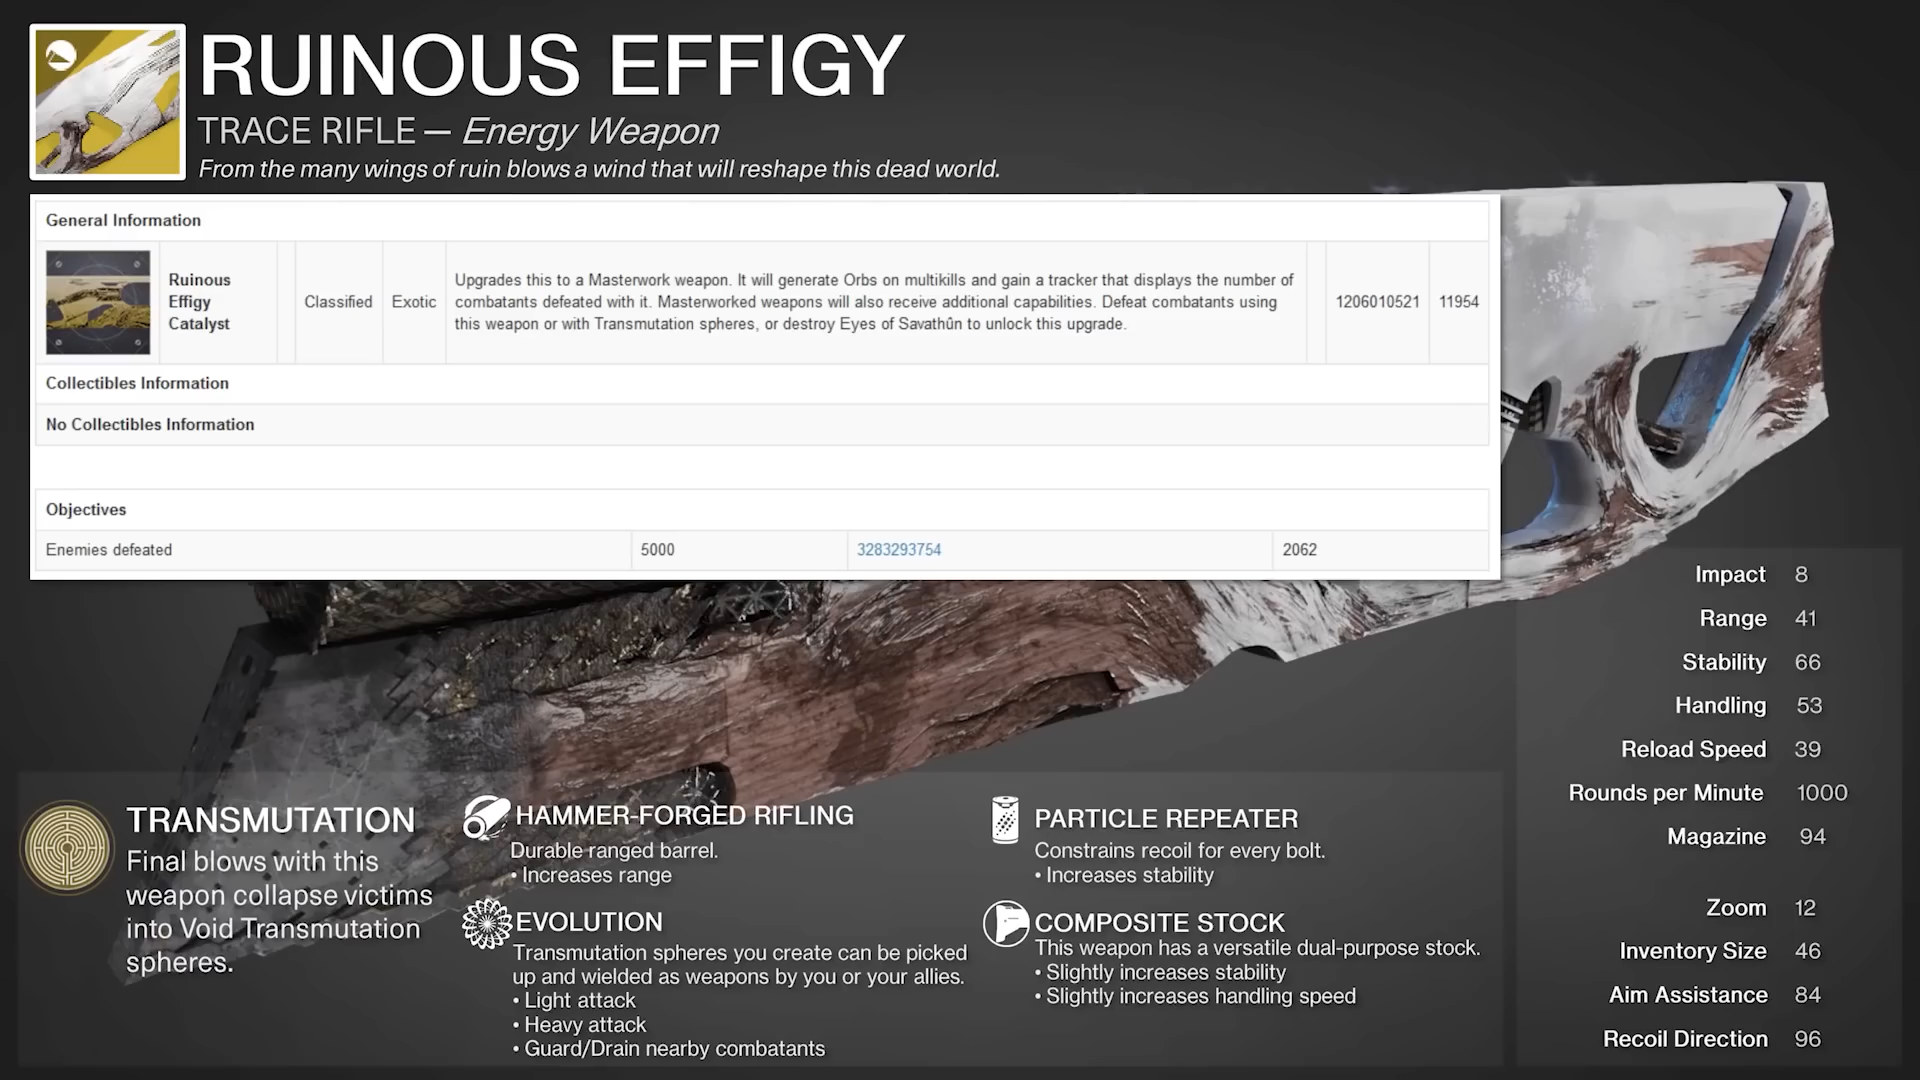 RUINOUS EFFIGY
TRACE RIFLE — Energy Weapon
From the many wings of ruin blows a wind that will reshape this dead world.
General Information
Ruinous
Effigy
Catalyst
Classified
Exotic
Upgrades this to a Masterwork weapon. It will generate Orbs on multikills and gain a tracker that displays the number of
combatants defeated with it. Masterworked weapons will also receive additional capabilities. Defeat combatants using
this weapon or with Transmutation spheres, or destroy Eyes of Savathûn to unlock this upgrade.
1206010521
11954
Collectibles Information
No Collectibles Information
Objectives
Enemies defeated 5000 3283293754 2062
Impact 8
Range 41
Stability 66
Handling 53
Reload Speed 39
Rounds per Minute 1000
Magazine 94
Zoom 12
Inventory Size 46
Aim Assistance 84
Recoil Direction 96
TRANSMUTATION
Final blows with this
weapon collapse victims
into Void Transmutation
spheres.
HAMMER-FORGED RIFLING
Durable ranged barrel.
• Increases range
EVOLUTION
Transmutation spheres you create can be picked
up and wielded as weapons by you or your allies.
• Light attack
• Heavy attack
• Guard/Drain nearby combatants
PARTICLE REPEATER
Constrains recoil for every bolt.
• Increases stability
COMPOSITE STOCK
This weapon has a versatile dual-purpose stock.
• Slightly increases stability
• Slightly increases handling speed